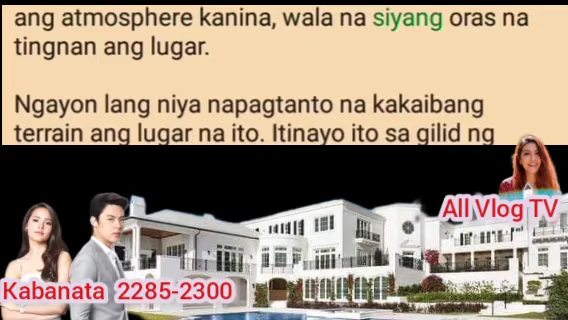 ang atmosphere kanina, wala na siyang oras na
tingnan ang lugar.
Ngayon lang niya napagtanto na kakaibang
terrain ang lugar na ito. Itinayo ito sa gilid ng
All Vlog TV
Kabanata 2285-2300